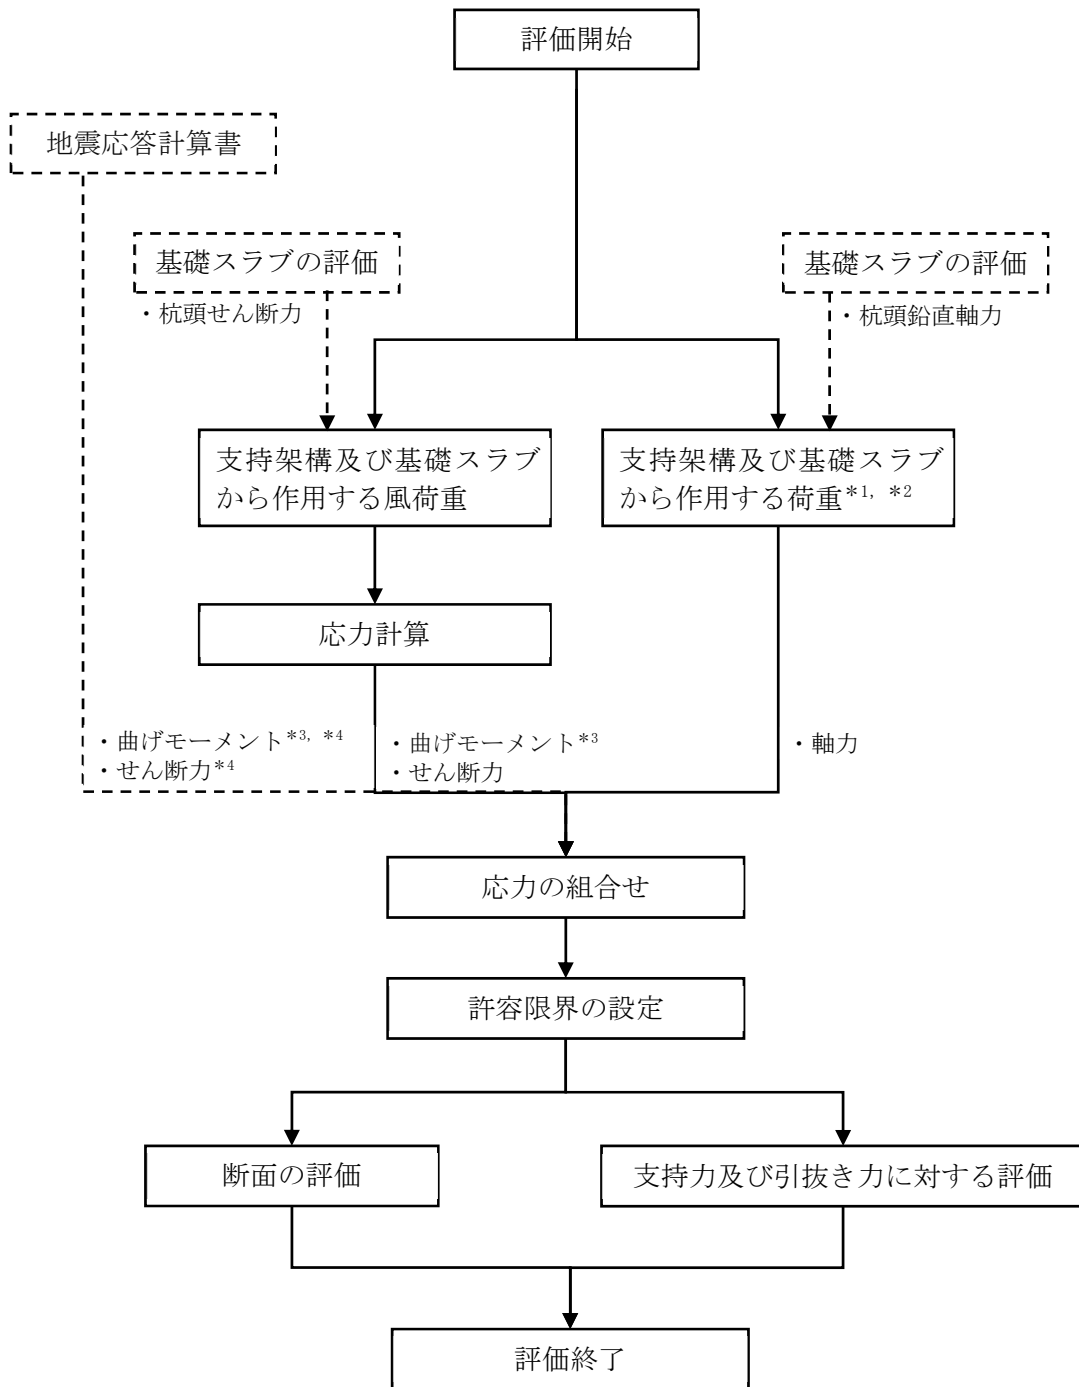 評価開始
地震応答計算書
基礎スラブの評価
・杭頭せん断力
基礎スラブの評価
・杭頭鉛直軸力
支持架構及び基礎スラブ
から作用する風荷重
支持架構及び基礎スラブ
から作用する荷重*1, *2
応力計算
・曲げモーメント*3, *4
・せん断力*4
・曲げモーメント*3
・せん断力
・軸力
応力の組合せ
許容限界の設定
断面の評価
支持力及び引抜き力に対する評価
評価終了